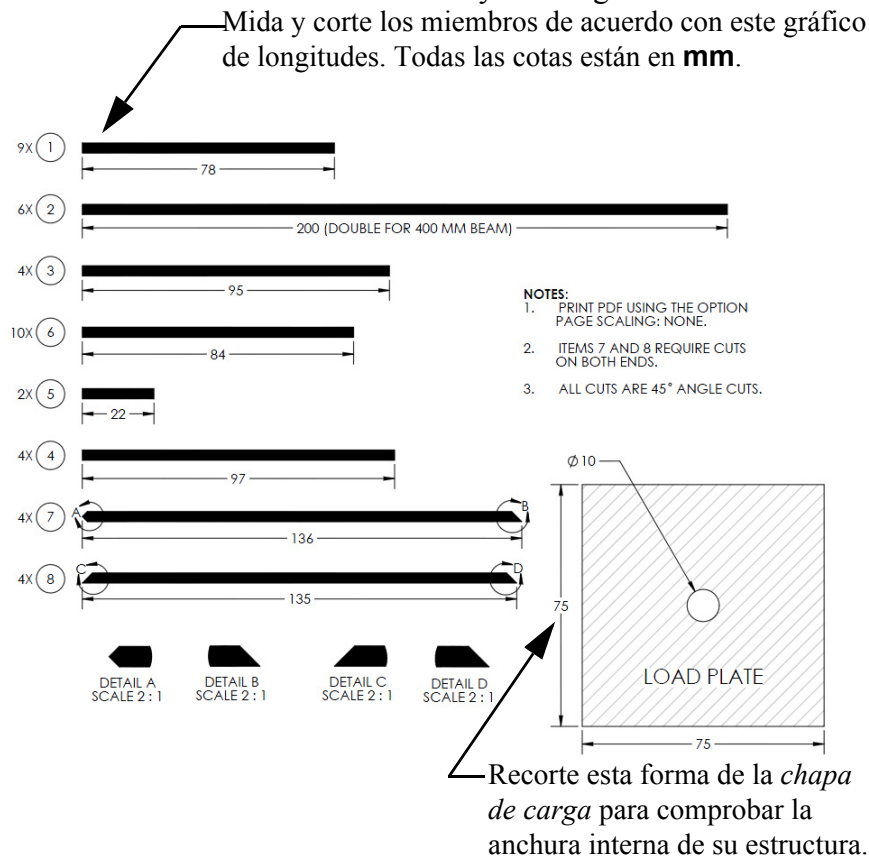 Mida y corte los miembros de acuerdo con este gráfico
de longitudes. Todas las cotas están en mm.
9X 1
78
6X 2
200 (DOUBLE FOR 400 MM BEAM)
4X 3
95
10X 6
84
2X 5
22
4X 4
97
4X 7
A
B
136
4X 8
C
D
135
NOTES:
1. PRINT PDF USING THE OPTION
PAGE SCALING: NONE.
2. ITEMS 7 AND 8 REQUIRE CUTS
ON BOTH ENDS.
3. ALL CUTS ARE 45° ANGLE CUTS.
Ø10
75
LOAD PLATE
75
DETAIL A
SCALE 2 : 1
DETAIL B
SCALE 2 : 1
DETAIL C
SCALE 2 : 1
DETAIL D
SCALE 2 : 1
Recorte esta forma de la chapa
de carga para comprobar la
anchura interna de su estructura.